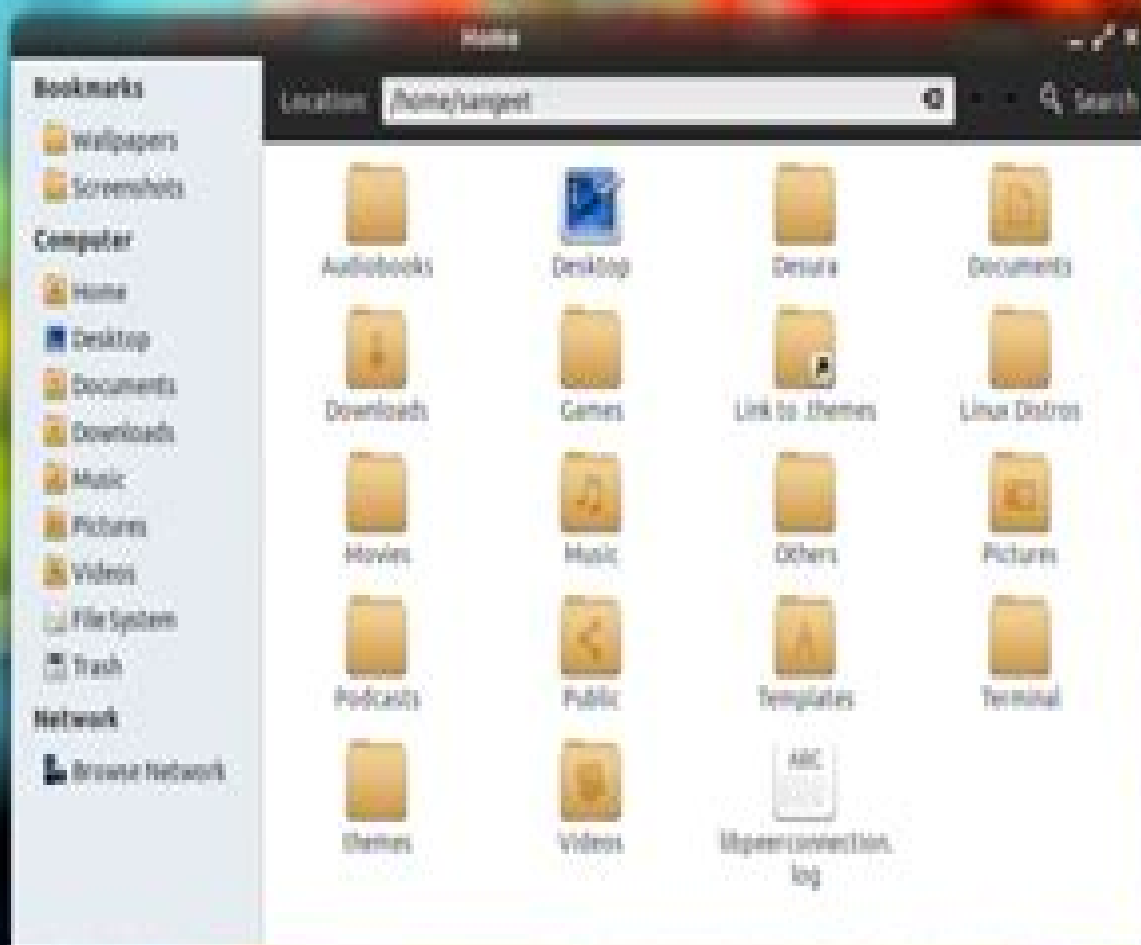 Home
Location: /home/sangeet Search
Bookmarks
Wallpapers
Screenshots
Computer
Home
Desktop
Documents
Downloads
Music
Pictures
Videos
File System
Trash
Network
Browse Network
Audiobooks Desktop Desura Documents
Downloads Games Link to .themes Linux Distros
Movies Music Others Pictures
Podcasts Public Templates Terminal
themes Videos ABC
libpeerconnection.
log